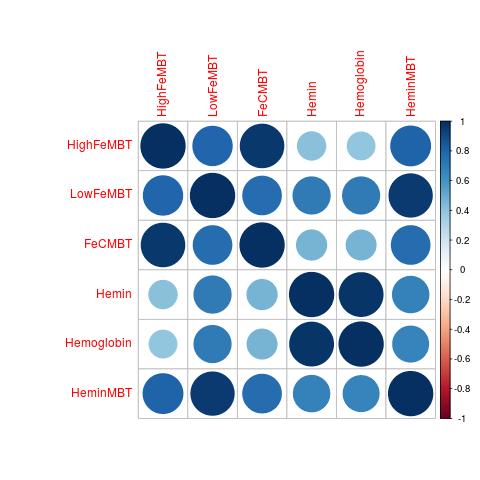 HighFeMBT
LowFeMBT
FeCMBT
Hemin
Hemoglobin
HeminMBT
HighFeMBT
LowFeMBT
FeCMBT
Hemin
Hemoglobin
HeminMBT
1
0.8
0.6
0.4
0.2
0
-0.2
-0.4
-0.6
-0.8
-1